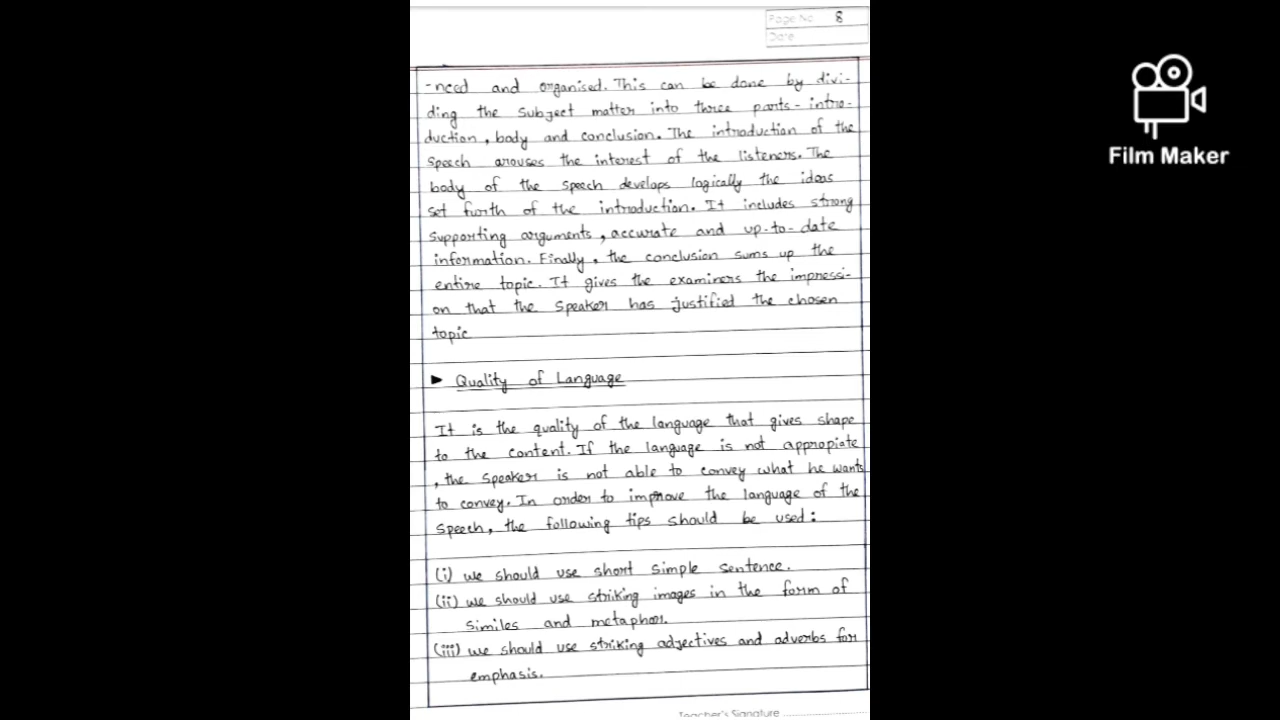 Page No 8
Date
-need and organised. This can be done by divi-
ding the subject matter into three parts - intro-
duction, body and conclusion. The introduction of the
speech arouses the interest of the listeners. The
body of the speech develops logically the ideas
set furth of the introduction. It includes strong
supporting arguments, accurate and up-to-date
information. Finally, the conclusion sums up the
entire topic. It gives the examiners the impressi-
on that the speaker has justified the chosen
topic
► Quality of Language
It is the quality of the language that gives shape
to the content. If the language is not appropiate
, the speaker is not able to convey what he wants
to convey. In order to improve the language of the
speech, the following tips should be used:
(i) we should use short simple sentence.
(ii) we should use striking images in the form of
similes and metaphors.
(iii) we should use striking adjectives and adverbs for
emphasis.
Teacher's Signature
Film Maker